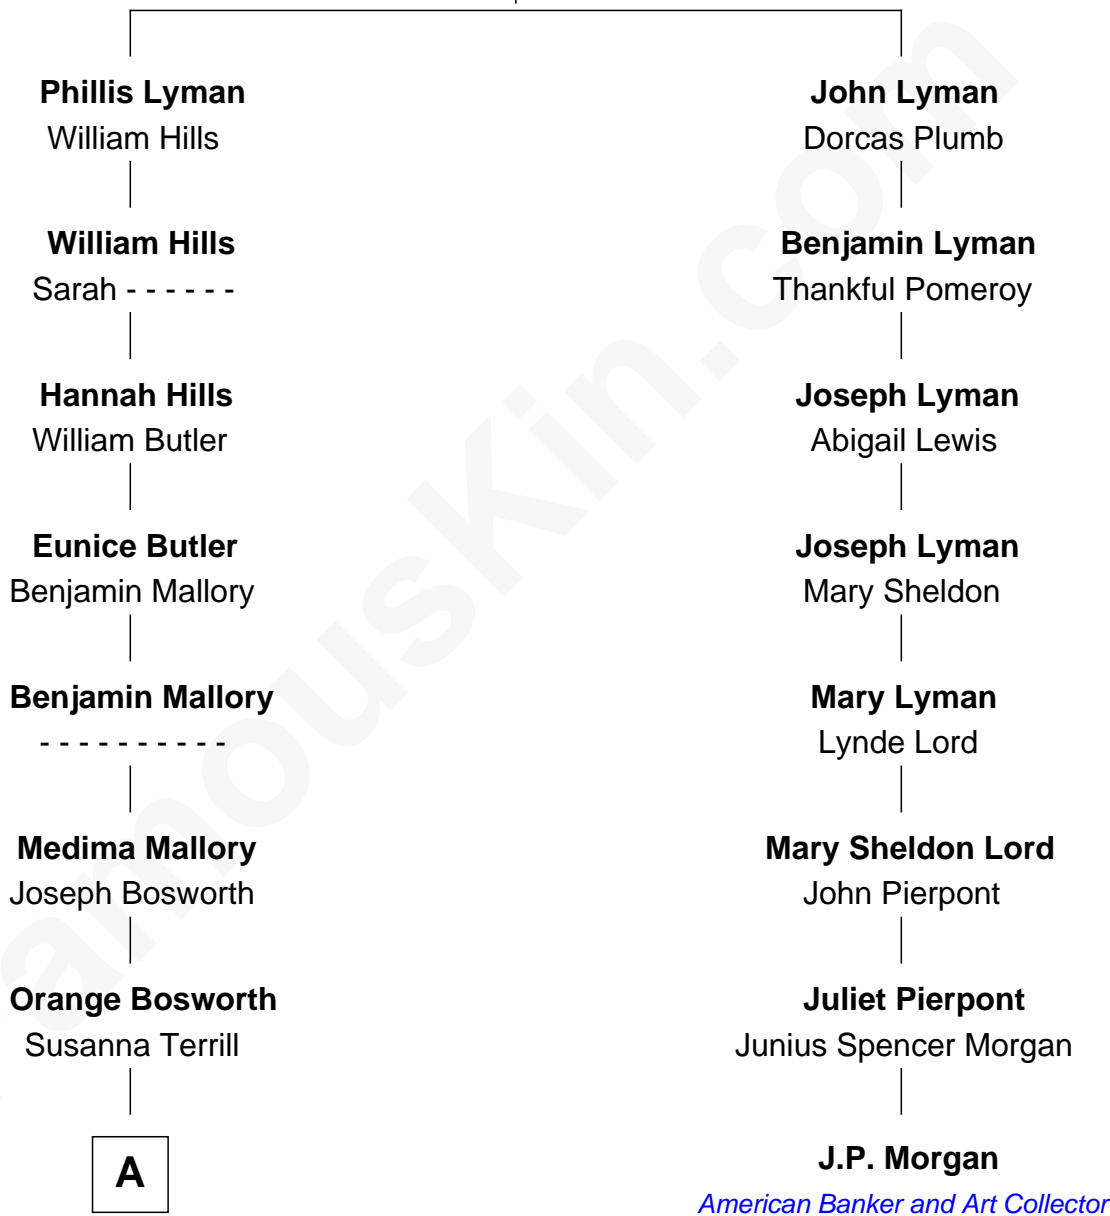 Phillis Lyman
William Hills
William Hills
Sarah - - - - - -
Hannah Hills
William Butler
Eunice Butler
Benjamin Mallory
Benjamin Mallory
- - - - - - - - - -
Medima Mallory
Joseph Bosworth
Orange Bosworth
Susanna Terrill
A
John Lyman
Dorcas Plumb
Benjamin Lyman
Thankful Pomeroy
Joseph Lyman
Abigail Lewis
Joseph Lyman
Mary Sheldon
Mary Lyman
Lynde Lord
Mary Sheldon Lord
John Pierpont
Juliet Pierpont
Junius Spencer Morgan
J.P. Morgan
American Banker and Art Collector
amouskin.com